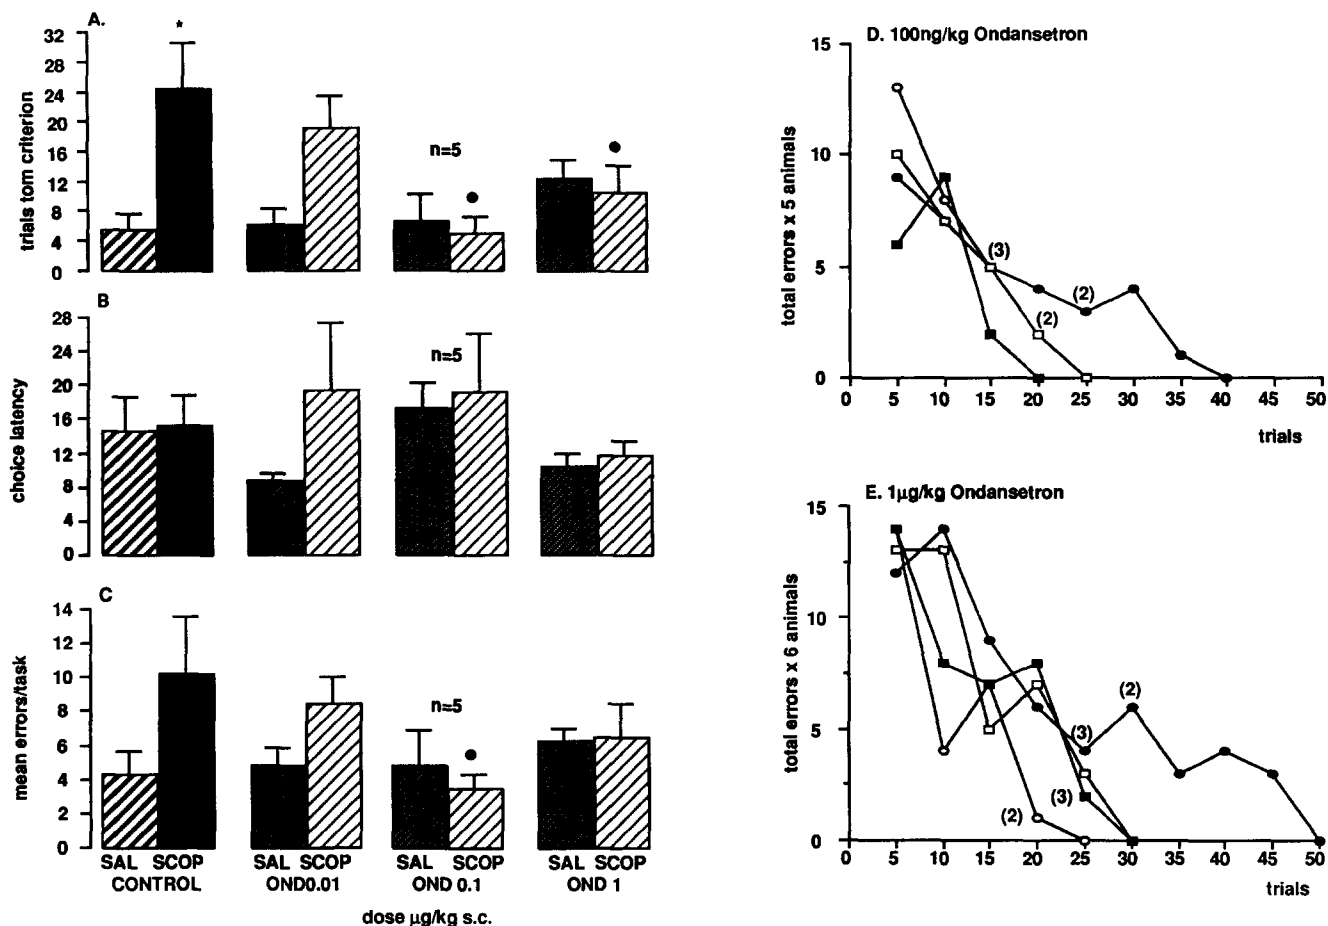 A.
*
32
28
24
20
16
12
8
4
0
trials tom criterion
n=5
B
28
24
20
16
12
8
4
0
choice latency
n=5
C
14
12
10
8
6
4
2
0
mean errors/task
n=5
SAL SCOP SAL SCOP SAL SCOP SAL SCOP
CONTROL OND0.01 OND 0.1 OND 1
dose µg/kg s.c.
D. 100ng/kg Ondansetron
15
10
5
0
total errors x 5 animals
(3)
(2)
(2)
0 5 10 15 20 25 30 35 40 45 50
trials
E. 1µg/kg Ondansetron
15
10
5
0
total errors x 6 animals
(2)
(3)
(3)
(2)
0 5 10 15 20 25 30 35 40 45 50
trials